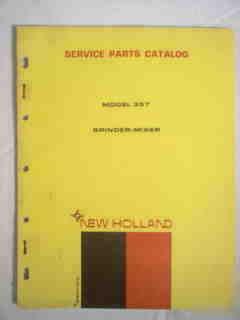 SERVICE PARTS CATALOG
MODEL 357
GRINDER-MIXER
NEW HOLLAND